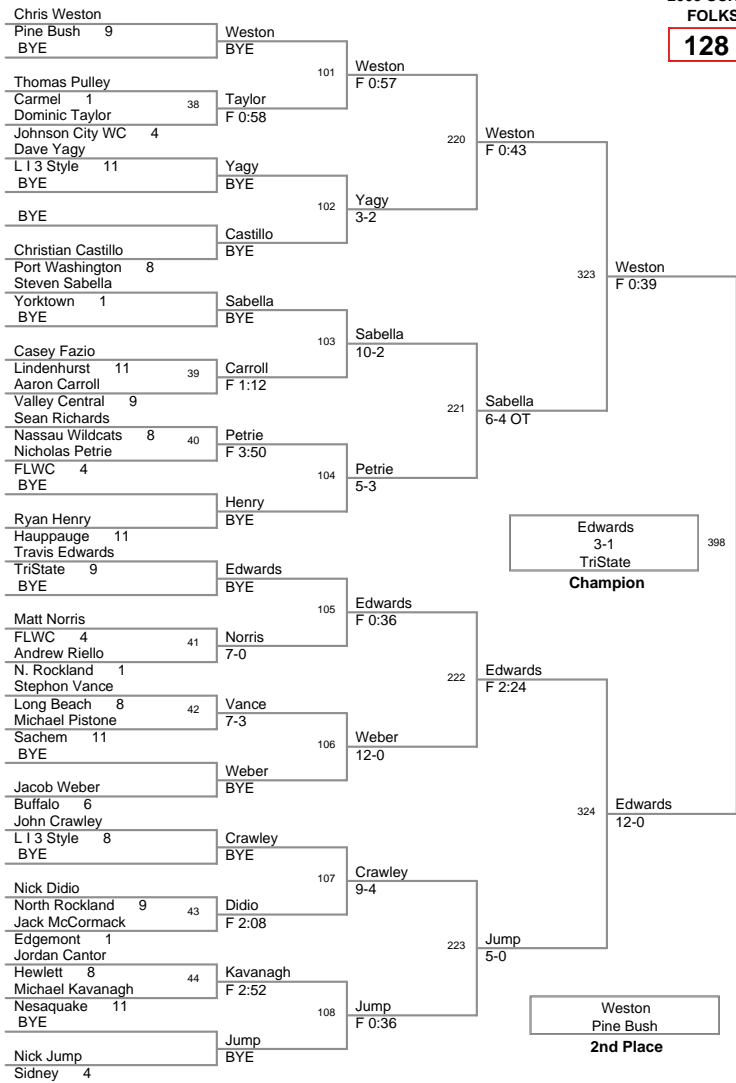 FOLKS
128
Chris Weston
Pine Bush 9
BYE
Thomas Pulley
Carmel 1
Dominic Taylor
Johnson City WC 4
Dave Yagy
L I 3 Style 11
BYE
BYE
Christian Castillo
Port Washington 8
Steven Sabella
Yorktown 1
BYE
Casey Fazio
Lindenhurst 11
Aaron Carroll
Valley Central 9
Sean Richards
Nassau Wildcats 8
Nicholas Petrie
FLWC 4
BYE
Ryan Henry
Hauppauge 11
Travis Edwards
TriState 9
BYE
Matt Norris
FLWC 4
Andrew Riello
N. Rockland 1
Stephon Vance
Long Beach 8
Michael Pistone
Sachem 11
BYE
Jacob Weber
Buffalo 6
John Crawley
L I 3 Style 8
BYE
Nick Didio
North Rockland 9
Jack McCormack
Edgemont 1
Jordan Cantor
Hewlett 8
Michael Kavanagh
Nesaquake 11
BYE
Nick Jump
Sidney 4
38
39
40
41
42
43
44
Weston
BYE
Taylor
F 0:58
Yagy
BYE
Castillo
BYE
Sabella
BYE
Carroll
F 1:12
Petrie
F 3:50
Henry
BYE
Edwards
BYE
Norris
7-0
Vance
7-3
Weber
BYE
Crawley
BYE
Didio
F 2:08
Kavanagh
F 2:52
Jump
BYE
101
102
103
104
105
106
107
108
Weston
F 0:57
Yagy
3-2
Sabella
10-2
Petrie
5-3
Edwards
F 0:36
Weber
12-0
Crawley
9-4
Jump
F 0:36
220
221
222
223
Weston
F 0:43
Sabella
6-4 OT
Edwards
F 2:24
Jump
5-0
323
324
Weston
F 0:39
Edwards
12-0
Edwards
3-1
TriState
398
Champion
Weston
Pine Bush
2nd Place